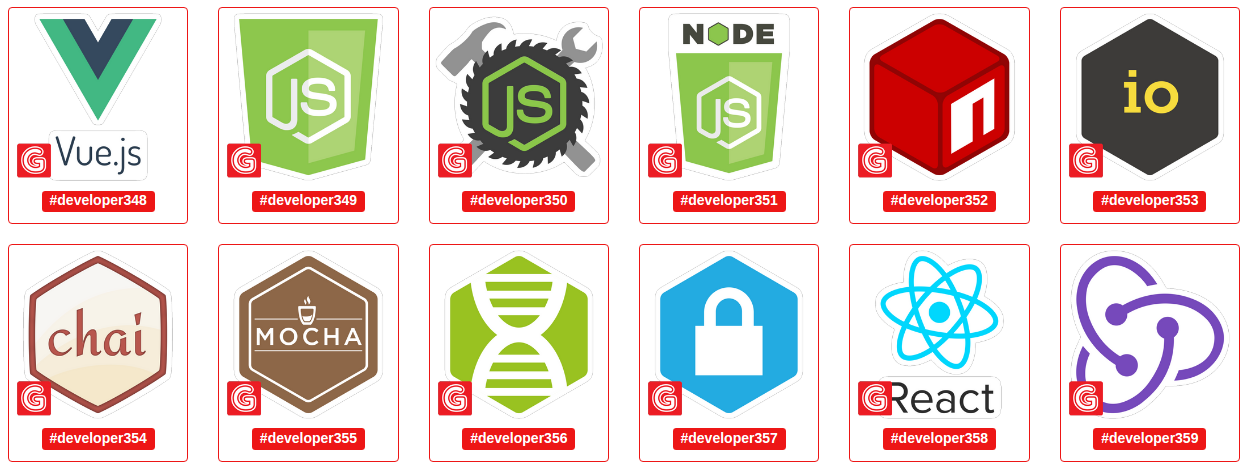 Vue.js
G
#developer348
JS
G
#developer349
JS
G
#developer350
NODE
JS
G
#developer351
n
G
#developer352
io
G
#developer353
chai
G
#developer354
MOCHA
G
#developer355
G
#developer356
G
#developer357
React
G
#developer358
G
#developer359